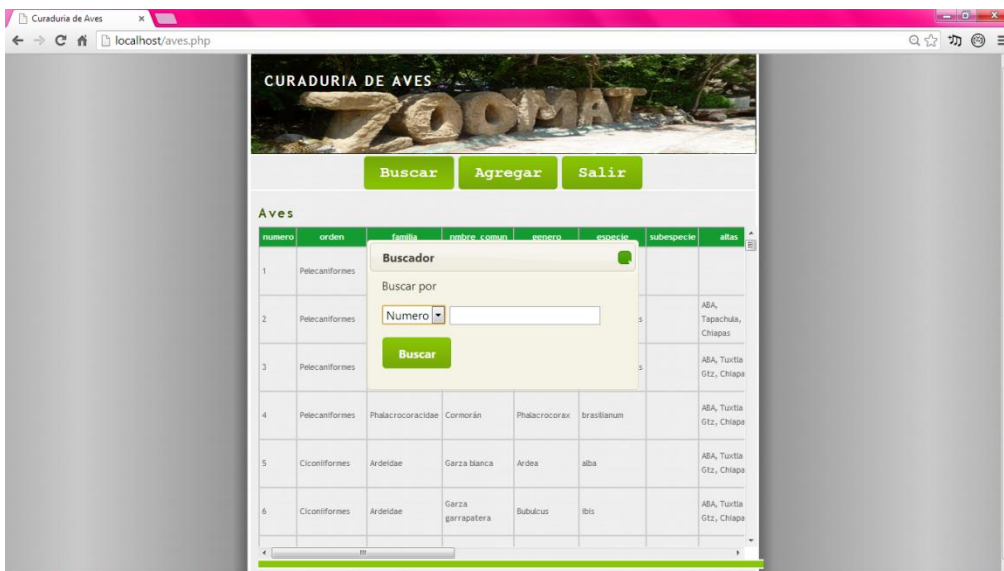 Curaduria de Aves
localhost/aves.php
CURADURIA DE AVES
ZOOMAT
Buscar Agregar Salir
Aves
numero orden familia nmbre_comun genero especie subespecie altas
Buscador
Buscar por
Numero
Buscar
1 Pelecaniformes
2 Pelecaniformes s ABA,
Tapachula,
Chiapas
3 Pelecaniformes s ABA, Tuxtla
Gtz, Chiapa
4 Pelecaniformes Phalacrocoracidae Cormorán Phalacrocorax brasilianum ABA, Tuxtla
Gtz, Chiapa
5 Ciconiiformes Ardeidae Garza blanca Ardea alba ABA, Tuxtla
Gtz, Chiapa
6 Ciconiiformes Ardeidae Garza
garrapatera Bubulcus ibis ABA, Tuxtla
Gtz, Chiapa